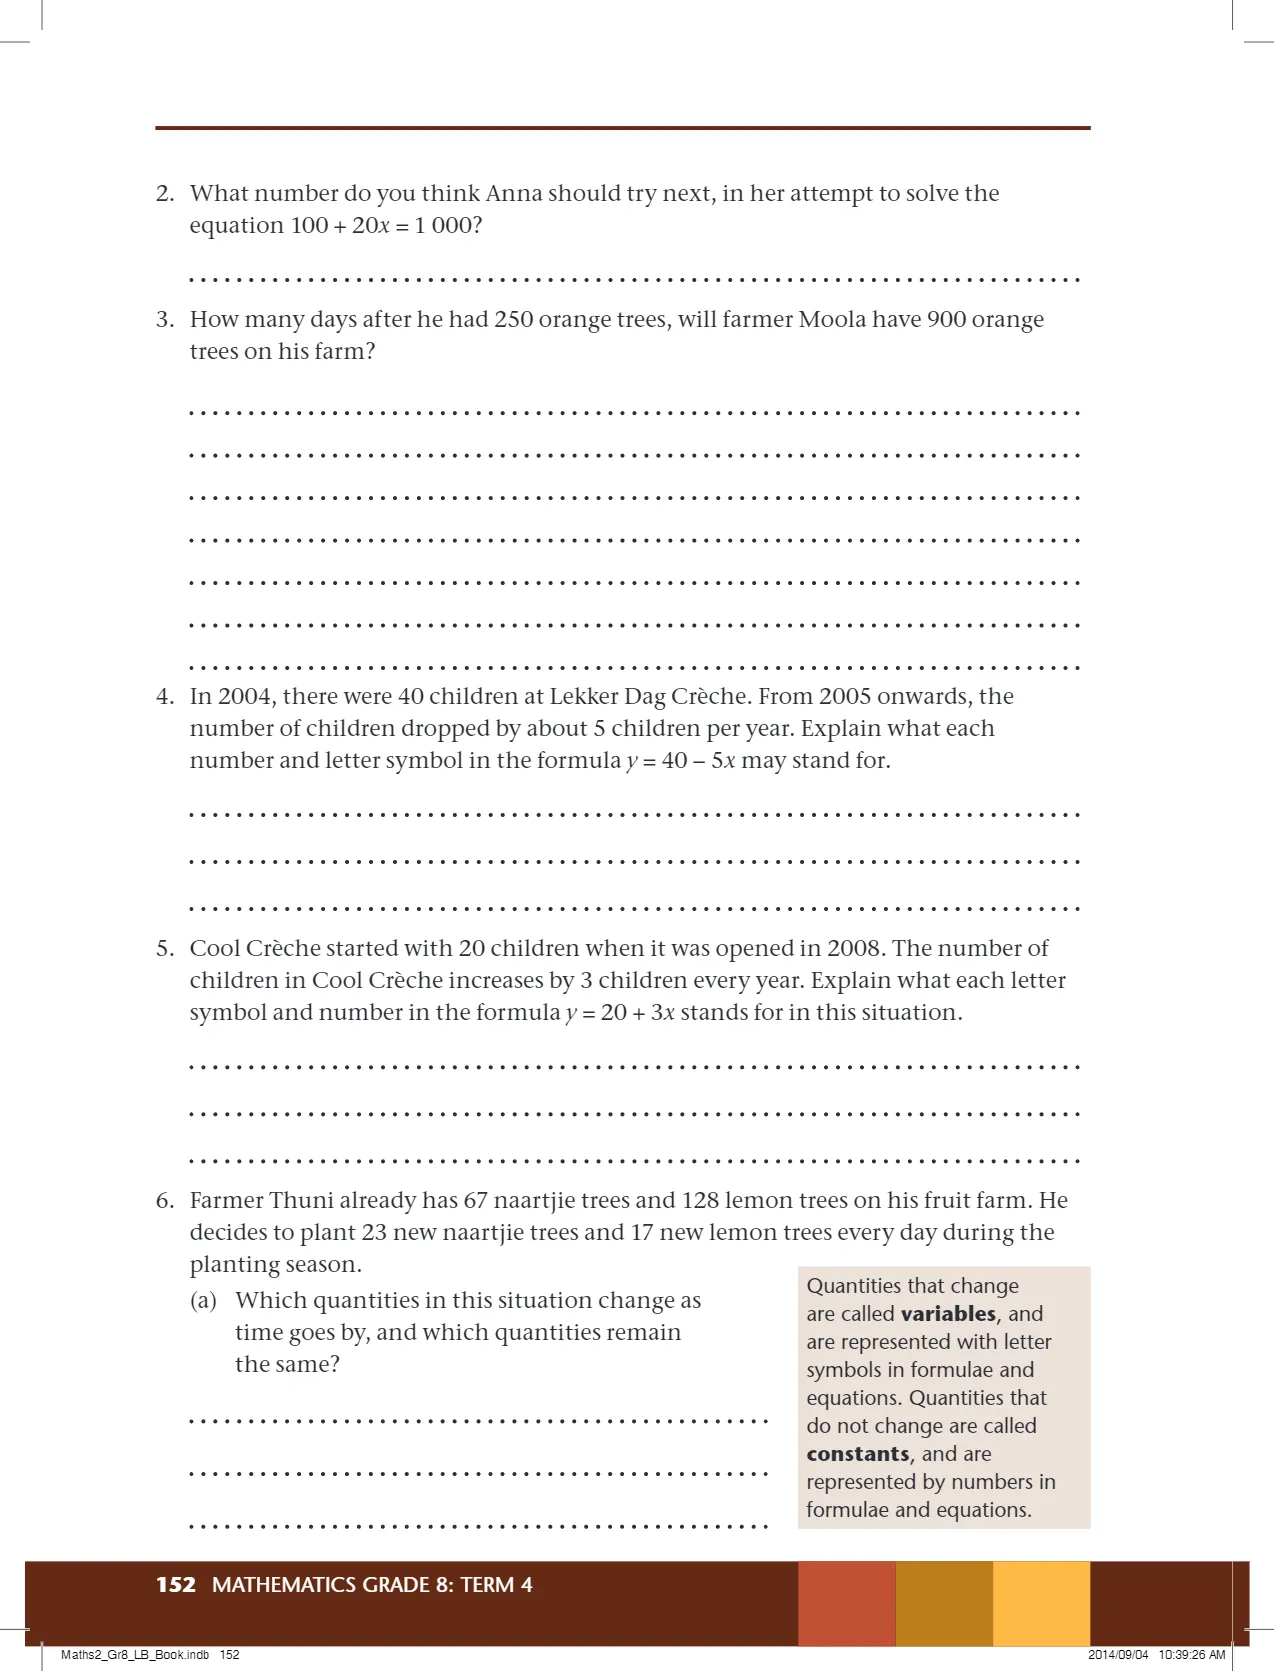 2. What number do you think Anna should try next, in her attempt to solve the
equation 100 + 20x = 1 000?
3. How many days after he had 250 orange trees, will farmer Moola have 900 orange
trees on his farm?
4. In 2004, there were 40 children at Lekker Dag Crèche. From 2005 onwards, the
number of children dropped by about 5 children per year. Explain what each
number and letter symbol in the formula y = 40 – 5x may stand for.
5. Cool Crèche started with 20 children when it was opened in 2008. The number of
children in Cool Crèche increases by 3 children every year. Explain what each letter
symbol and number in the formula y = 20 + 3x stands for in this situation.
6. Farmer Thuni already has 67 naartjie trees and 128 lemon trees on his fruit farm. He
decides to plant 23 new naartjie trees and 17 new lemon trees every day during the
planting season.
(a) Which quantities in this situation change as
time goes by, and which quantities remain
the same?
Quantities that change
are called variables, and
are represented with letter
symbols in formulae and
equations. Quantities that
do not change are called
constants, and are
represented by numbers in
formulae and equations.
152 MATHEMATICS GRADE 8: TERM 4
Maths2_Gr8_LB_Book.indb 152
2014/09/04 10:39:26 AM